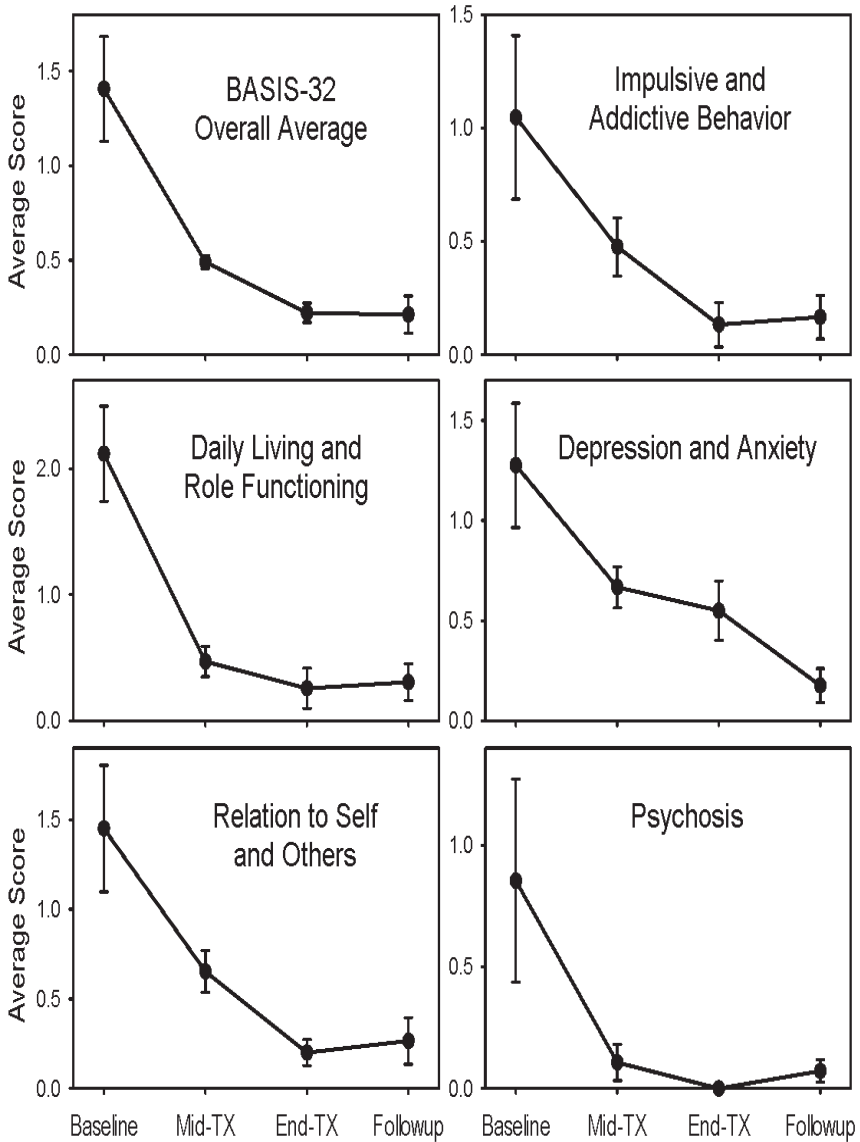 BASIS-32
Overall Average
Average Score
1.5
1.0
0.5
0.0
Impulsive and
Addictive Behavior
1.5
1.0
0.5
0.0
Daily Living and
Role Functioning
Average Score
2.0
1.0
0.0
Depression and Anxiety
1.5
1.0
0.5
0.0
Relation to Self
and Others
Average Score
1.5
1.0
0.5
0.0
Baseline Mid-TX End-TX Followup
Psychosis
1.0
0.5
0.0
Baseline Mid-TX End-TX Followup